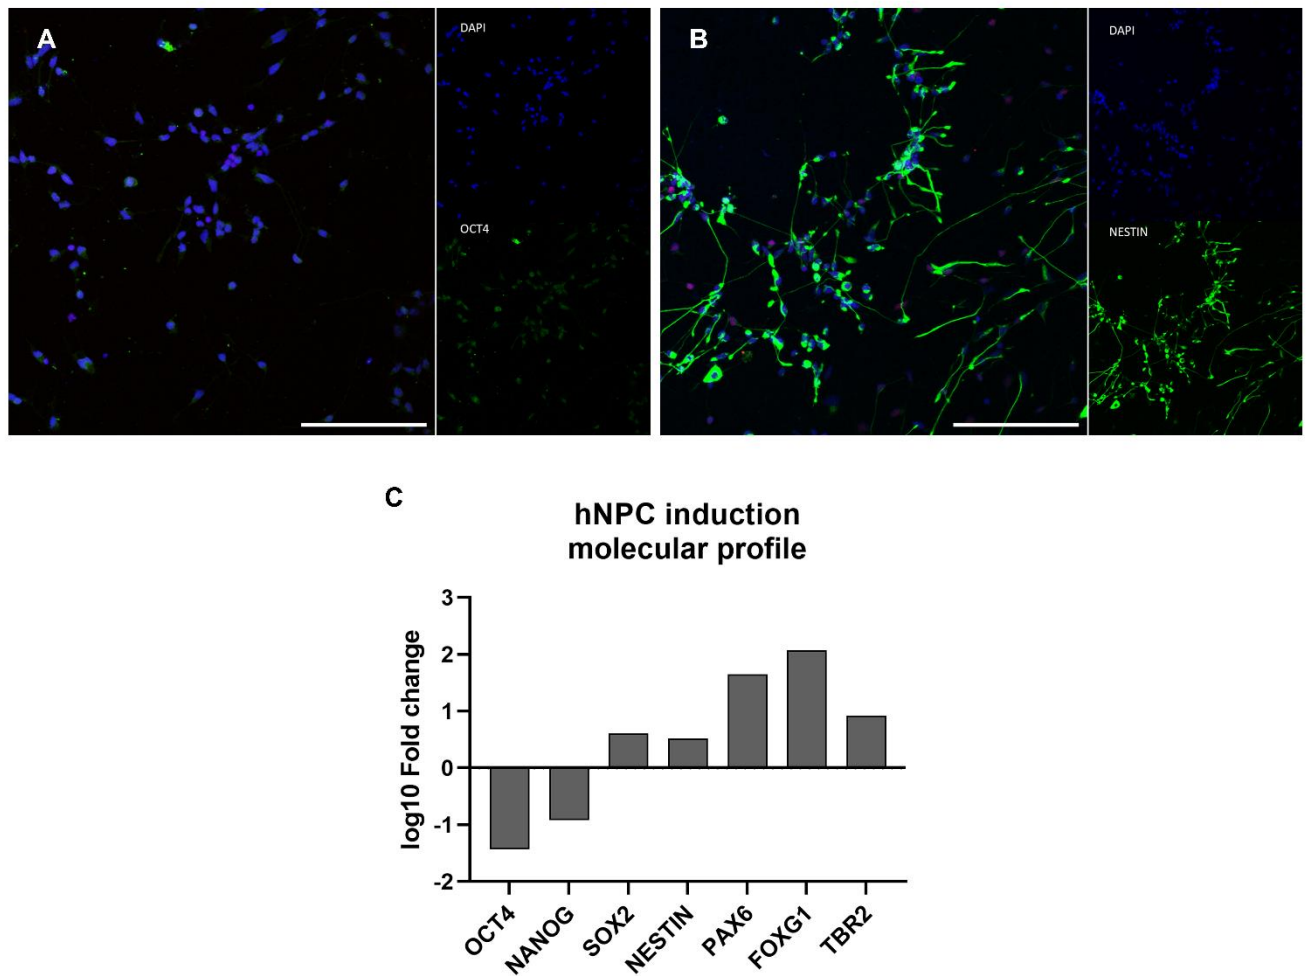 A
DAPI
OCT4
B
DAPI
NESTIN
C
hNPC induction
molecular profile
log10 Fold change
3
2
1
0
-1
-2
OCT4
NANOG
SOX2
NESTIN
PAX6
FOXG1
TBR2